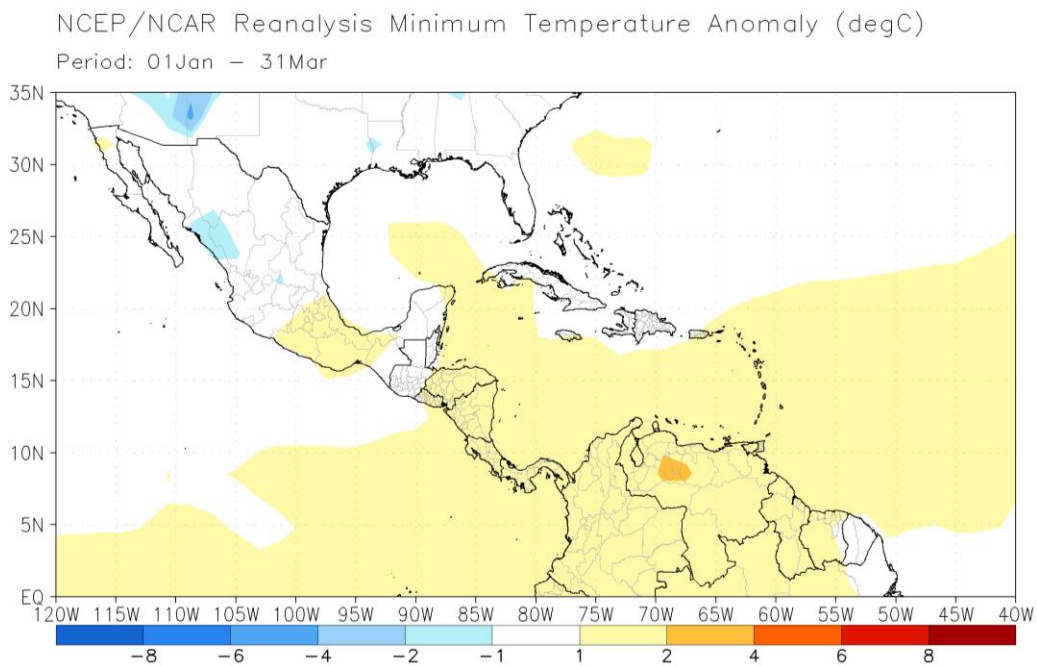 NCEP/NCAR Reanalysis Minimum Temperature Anomaly (degC)
Period: 01Jan – 31Mar
35N
30N
25N
20N
15N
10N
5N
EQ
120W 115W 110W 105W 100W 95W 90W 85W 80W 75W 70W 65W 60W 55W 50W 45W 40W
−8 −6 −4 −2 −1 1 2 4 6 8